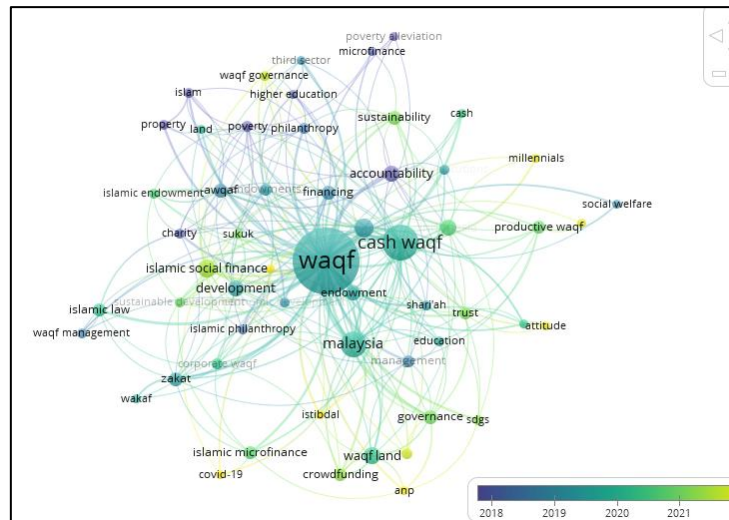 poverty alleviation
microfinance
thirdsector
waqf governance
islam
higher education
sustainability
cash
property
land
poverty
philanthropy
millennials
accountability
islamic endowment
awqaf
endowments
financing
social welfare
charity
sukuk
cash waqf
productive waqf
waqf
islamic social finance
development
endowment
sustainable development
shari'ah
islamic law
trust
waqf management
islamic philanthropy
malaysia
education
attitude
corporate waqf
management
zakat
wakaf
istibdal
governance
sdgs
islamic microfinance
waqf land
covid-19
crowdfunding
anp
2018 2019 2020 2021